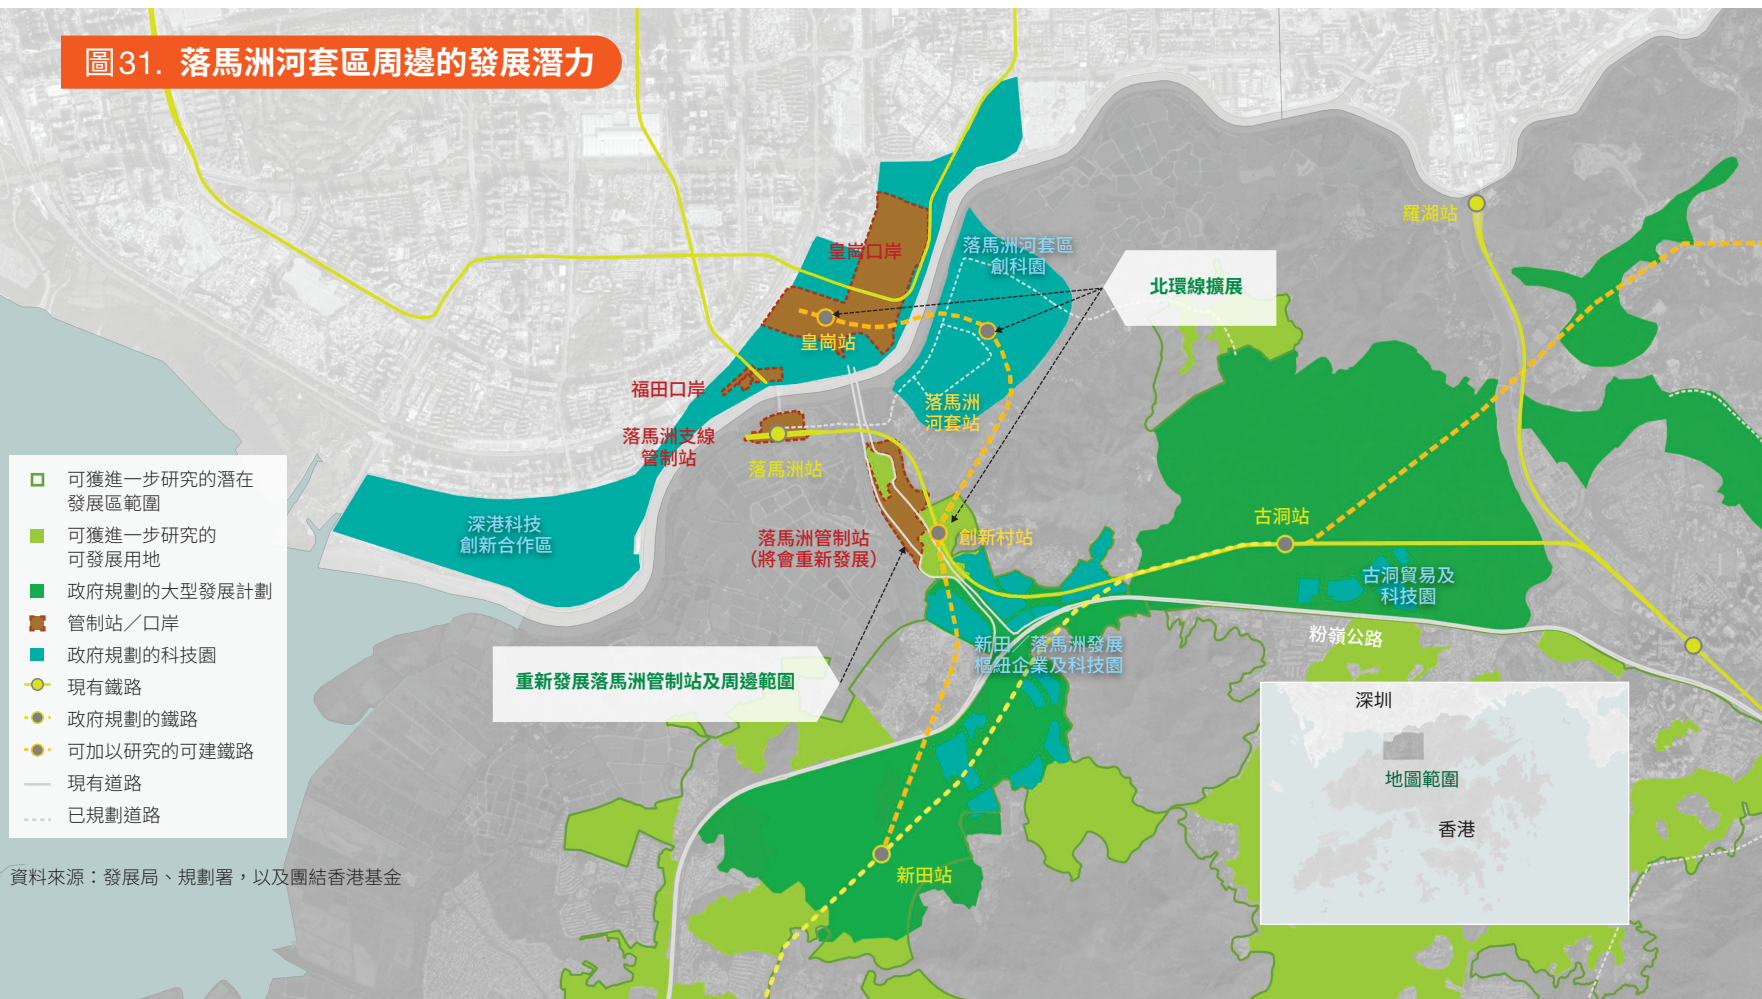 圖31. 落馬洲河套區周邊的發展潛力
皇崗口岸
落馬洲河套區
創科園
北環線擴展
羅湖站
皇崗站
福田口岸
落馬洲
河套站
落馬洲支線
管制站
落馬洲站
深港科技
創新合作區
落馬洲管制站
（將會重新發展）
創新村站
古洞站
古洞貿易及
科技園
粉嶺公路
新田／落馬洲發展
樞紐企業及科技園
重新發展落馬洲管制站及周邊範圍
新田站
可獲進一步研究的潛在
發展區範圍
可獲進一步研究的
可發展用地
政府規劃的大型發展計劃
管制站／口岸
政府規劃的科技園
現有鐵路
政府規劃的鐵路
可加以研究的可建鐵路
現有道路
已規劃道路
深圳
地圖範圍
香港
資料來源：發展局、規劃署，以及團結香港基金